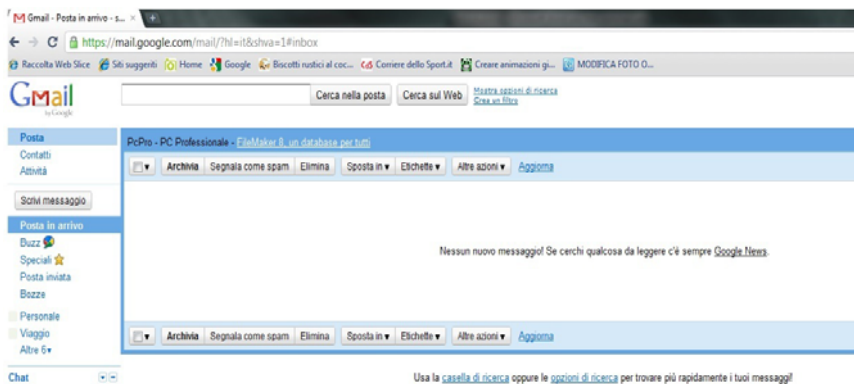 Gmail - Posta in arrivo - s...
https://mail.google.com/mail/?hl=it&shva=1#inbox
Raccolta Web Slice Siti suggeriti Home Google Biscotti rustici al coc... CdS Corriere dello Sport.it Creare animazioni gi... MODIFICA FOTO O...
Gmail
by Google
Cerca nella posta Cerca sul Web Mostra opzioni di ricerca
Crea un filtro
Posta
Contatti
Attività
Scrivi messaggio
Posta in arrivo
Buzz
Speciali
Posta inviata
Bozze
Personale
Viaggio
Altre 6▾
Chat
PcPro - PC Professionale - FileMaker 8, un database per tutti
Archivia Segnala come spam Elimina Sposta in ▾ Etichette ▾ Altre azioni ▾ Aggiorna
Nessun nuovo messaggio! Se cerchi qualcosa da leggere c'è sempre Google News.
Archivia Segnala come spam Elimina Sposta in ▾ Etichette ▾ Altre azioni ▾ Aggiorna
Usa la casella di ricerca oppure le opzioni di ricerca per trovare più rapidamente i tuoi messaggi!